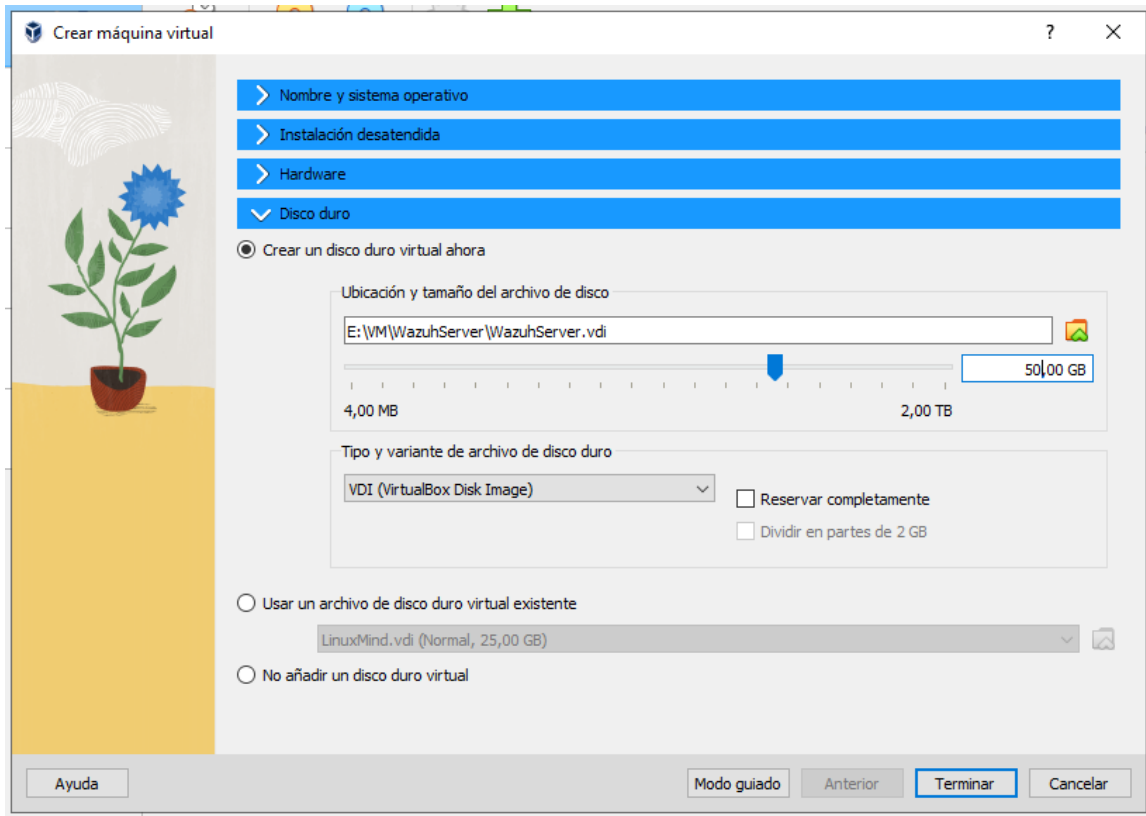 Crear máquina virtual
?
Nombre y sistema operativo
Instalación desatendida
Hardware
Disco duro
Crear un disco duro virtual ahora
Ubicación y tamaño del archivo de disco
E:\VM\WazuhServer\WazuhServer.vdi
50,00 GB
4,00 MB 2,00 TB
Tipo y variante de archivo de disco duro
VDI (VirtualBox Disk Image)
Reservar completamente
Dividir en partes de 2 GB
Usar un archivo de disco duro virtual existente
LinuxMind.vdi (Normal, 25,00 GB)
No añadir un disco duro virtual
Ayuda Modo guiado Anterior Terminar Cancelar